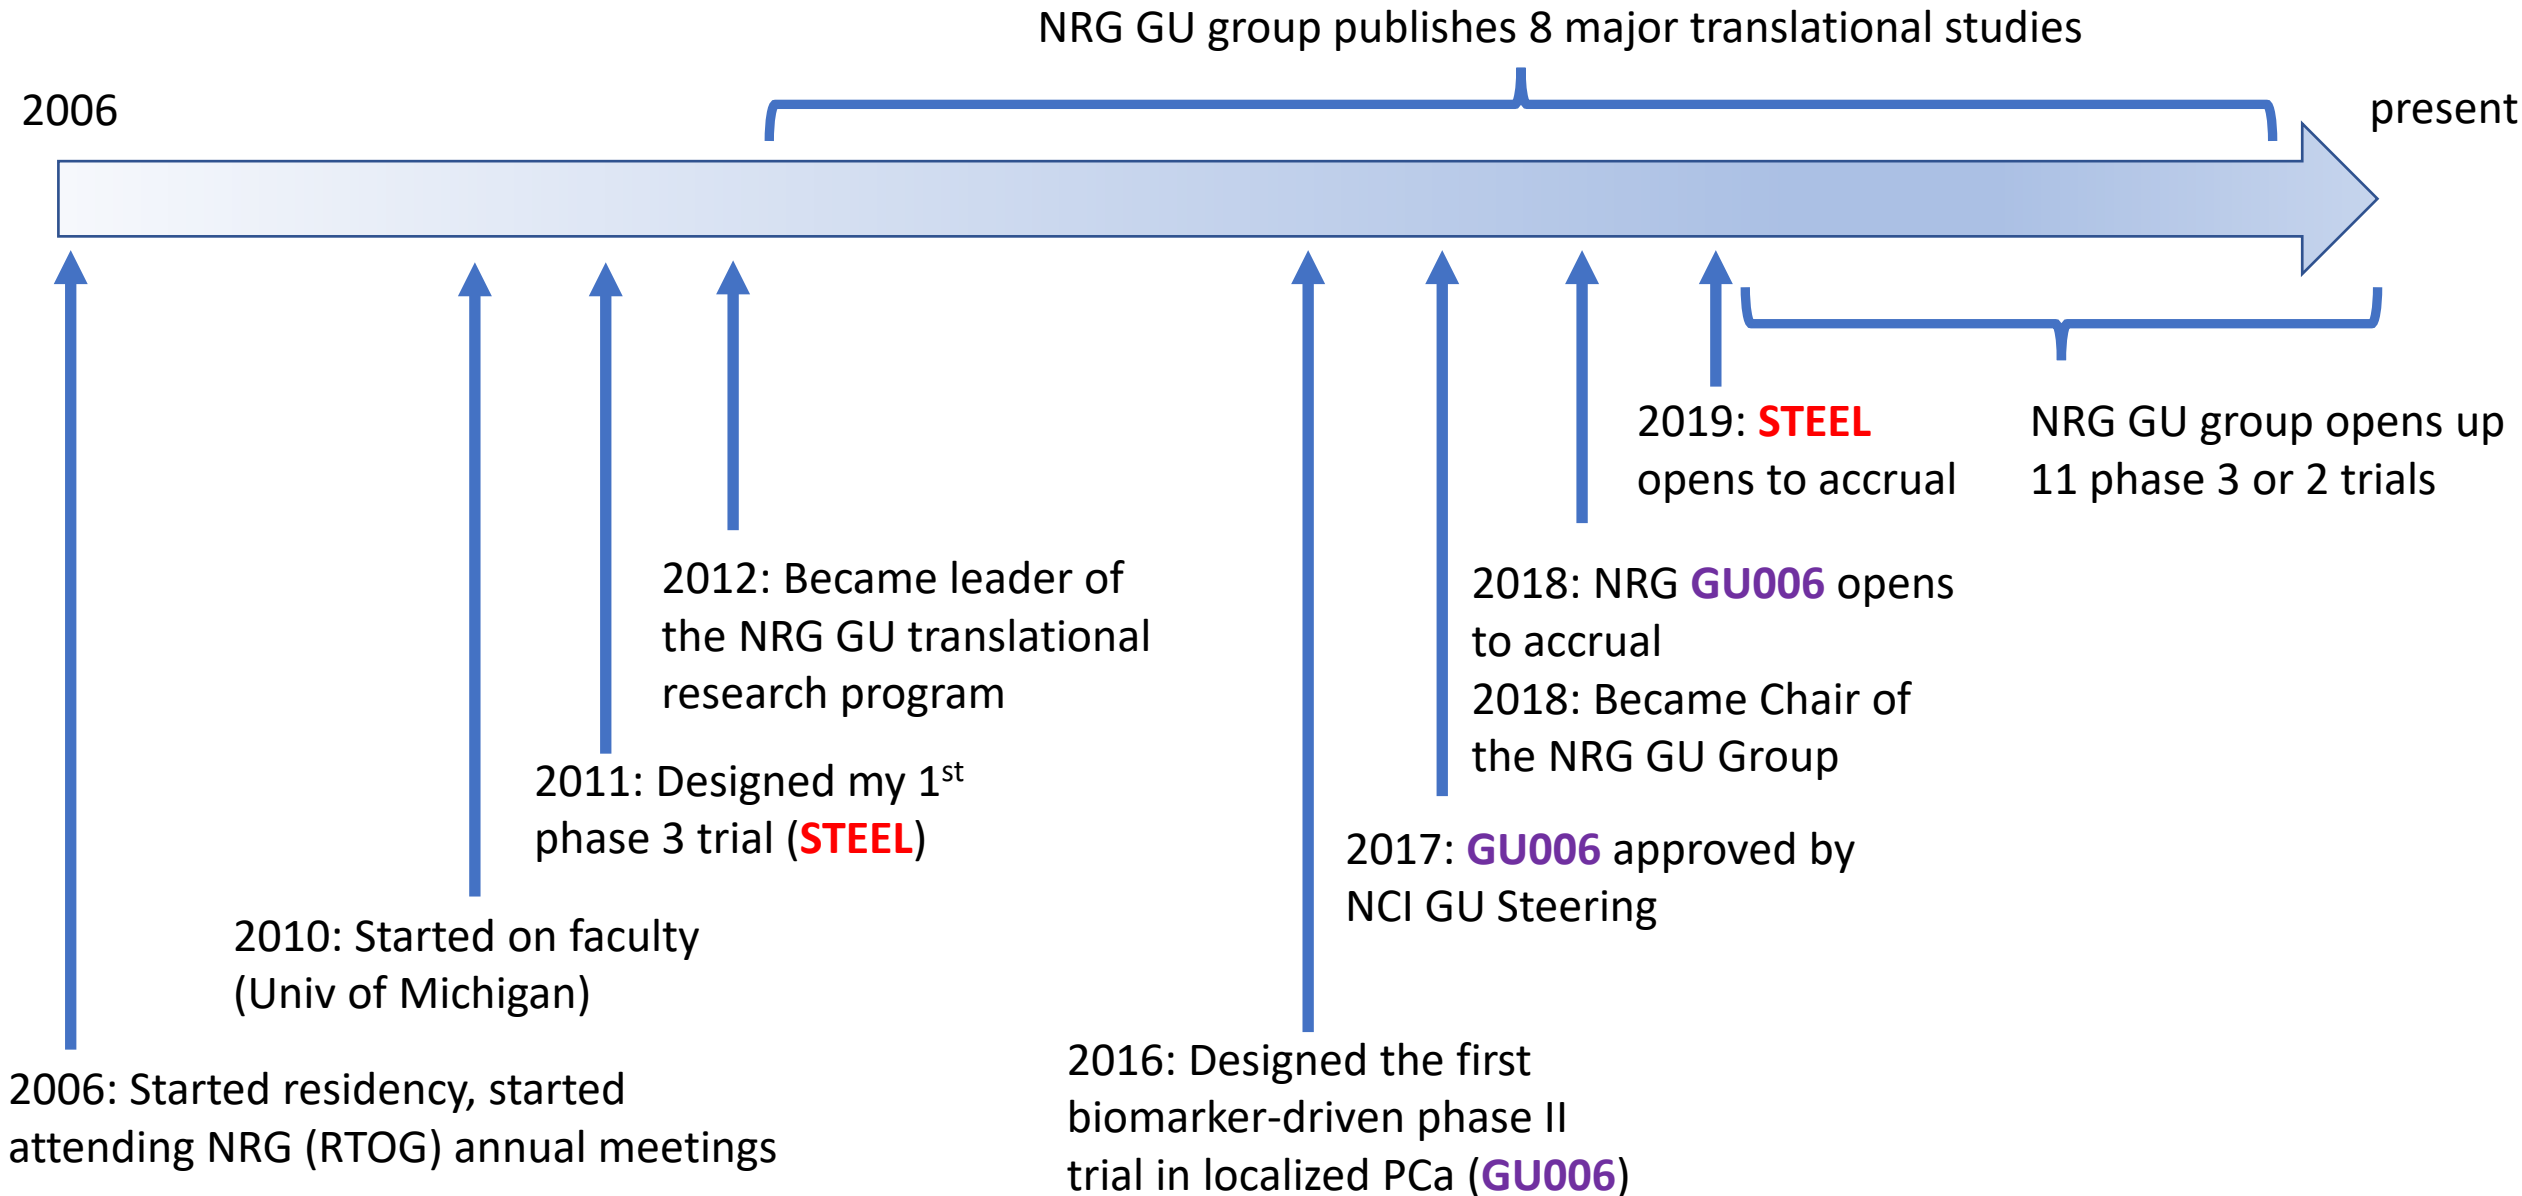 NRG GU group publishes 8 major translational studies
2006
present
2019: STEEL
opens to accrual
NRG GU group opens up
11 phase 3 or 2 trials
2012: Became leader of
the NRG GU translational
research program
2018: NRG GU006 opens
to accrual
2018: Became Chair of
the NRG GU Group
2011: Designed my 1st
phase 3 trial (STEEL)
2017: GU006 approved by
NCI GU Steering
2010: Started on faculty
(Univ of Michigan)
2006: Started residency, started
attending NRG (RTOG) annual meetings
2016: Designed the first
biomarker-driven phase II
trial in localized PCa (GU006)